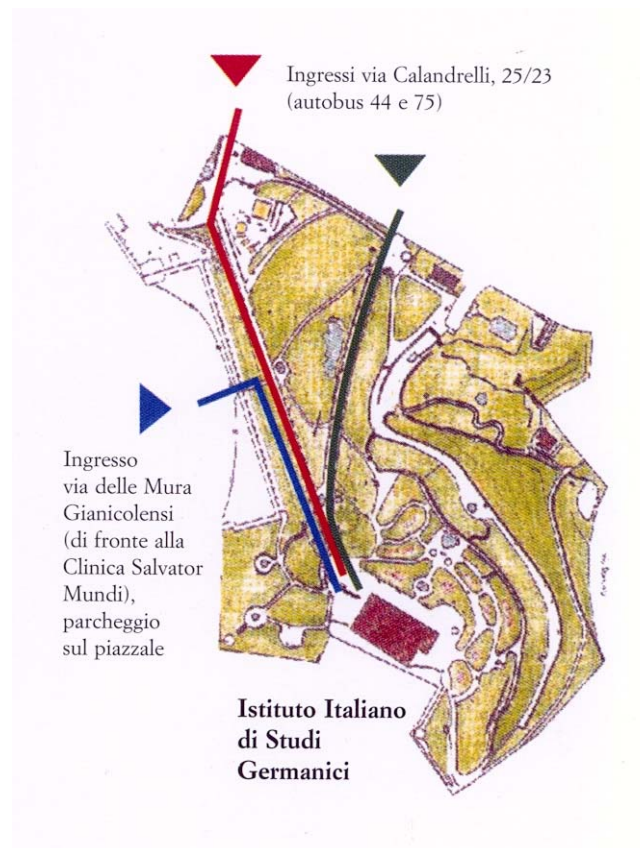 Ingressi via Calandrelli, 25/23
(autobus 44 e 75)
Ingresso
via delle Mura
Gianicolensi
(di fronte alla
Clinica Salvator
Mundi),
parcheggio
sul piazzale
Istituto Italiano
di Studi
Germanici